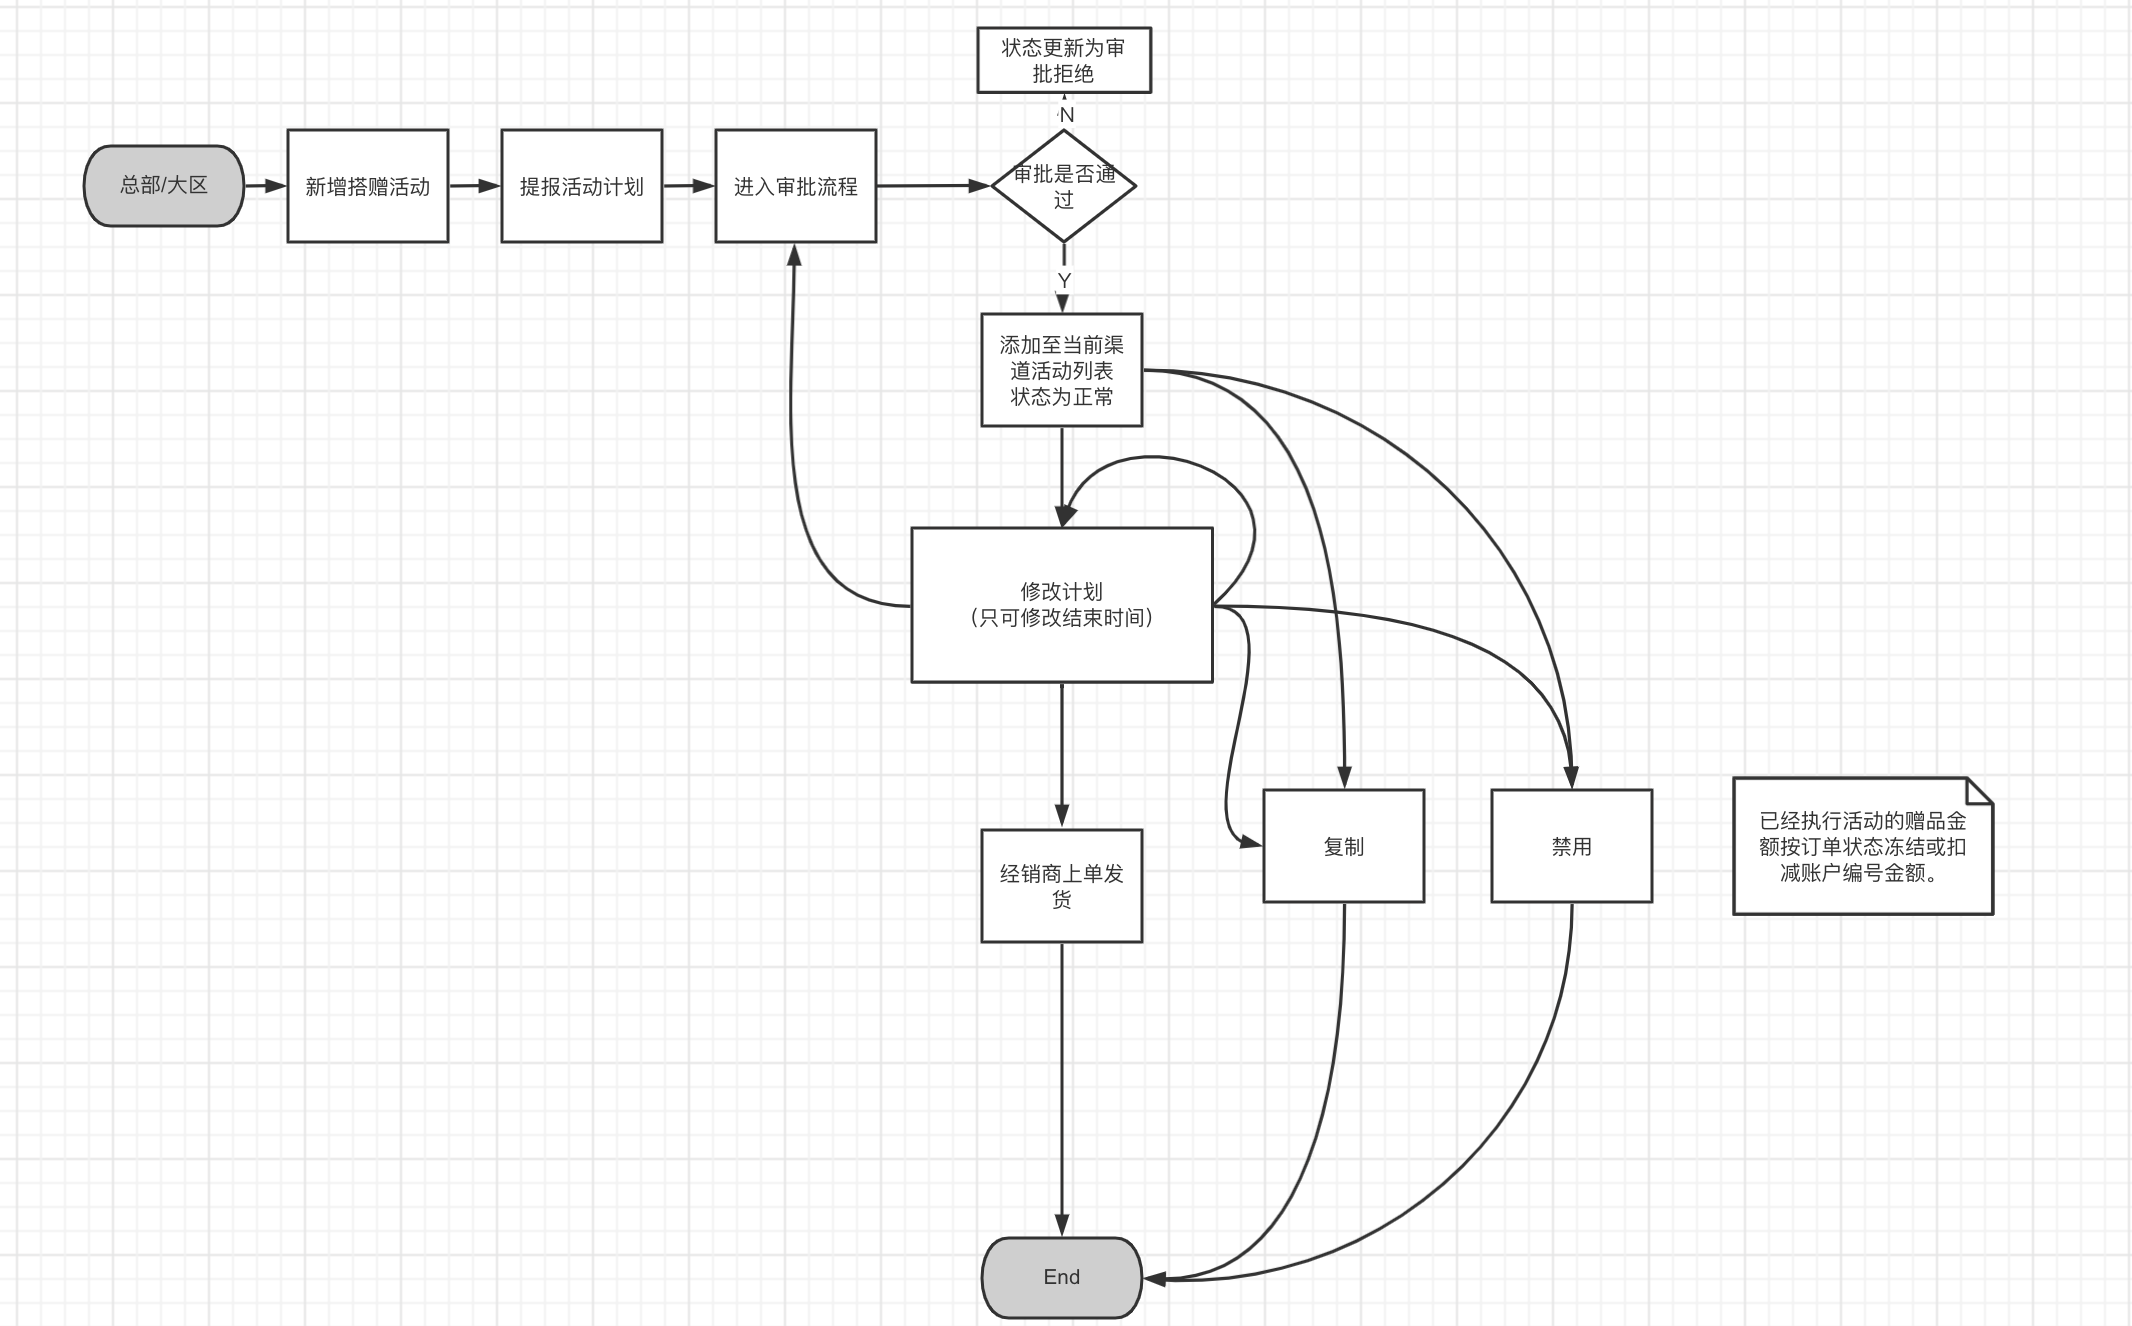 状态更新为审
批拒绝
N
总部/大区
新增搭赠活动
提报活动计划
进入审批流程
审批是否通
过
Y
添加至当前渠
道活动列表
状态为正常
修改计划
（只可修改结束时间）
经销商上单发
货
复制
禁用
已经执行活动的赠品金
额按订单状态冻结或扣
减账户编号金额。
End